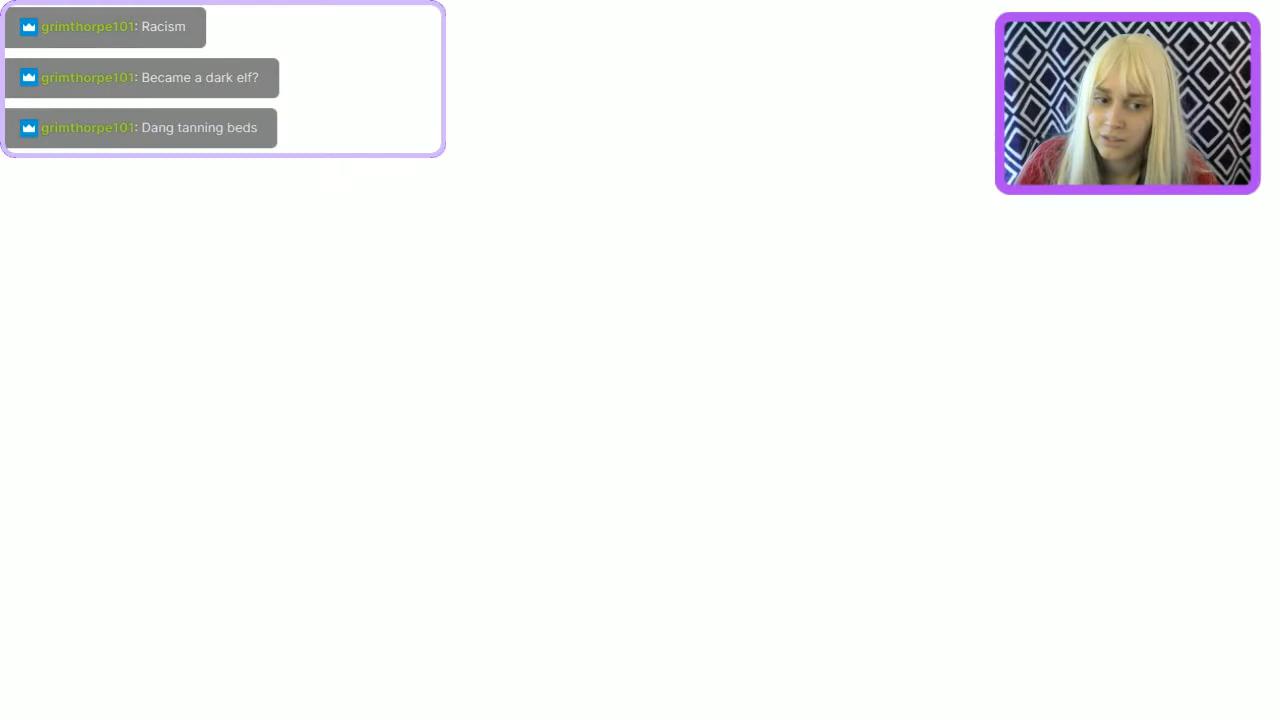 grimthorpe101: Racism
grimthorpe101: Became a dark elf?
grimthorpe101: Dang tanning beds